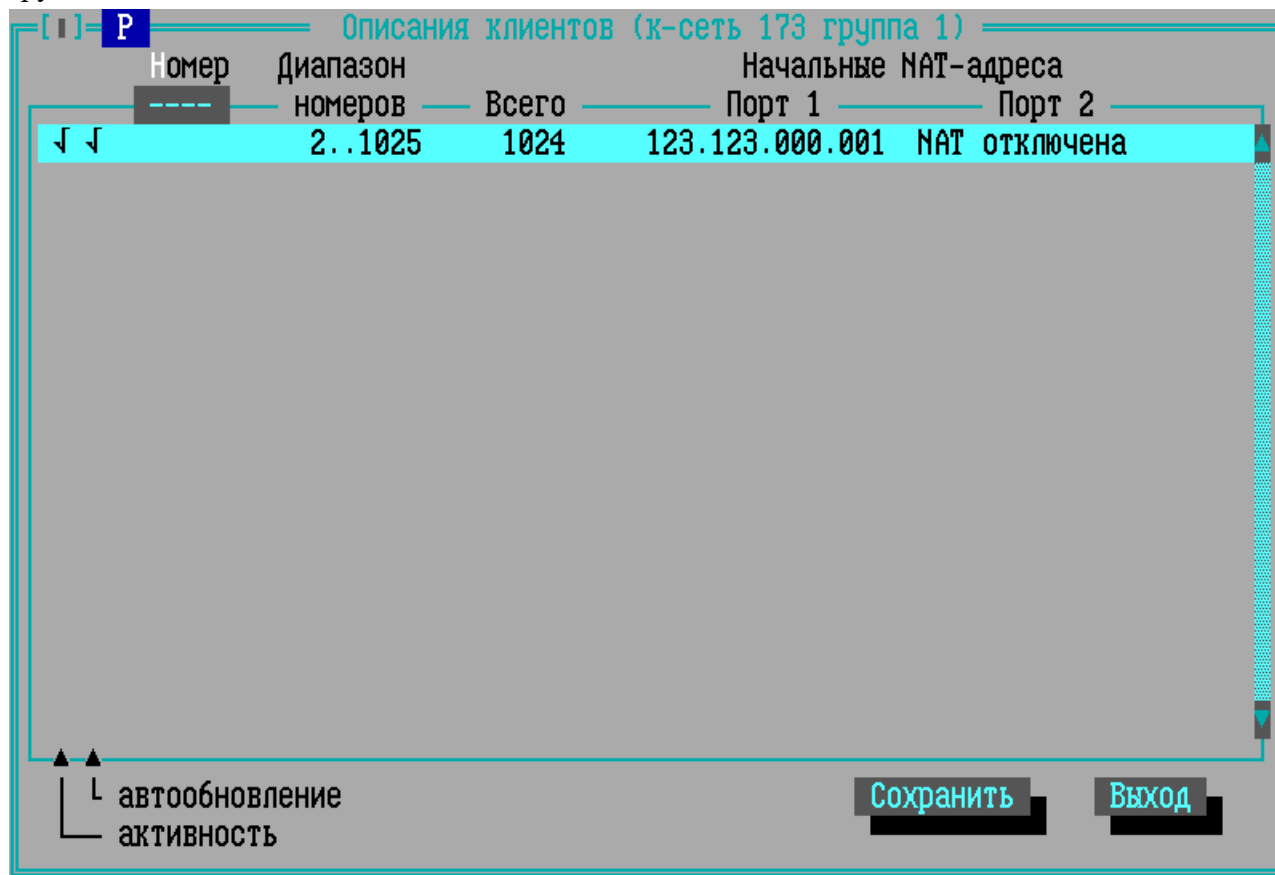 [▮] Р Описания клиентов (к-сеть 173 группа 1)
Номер Диапазон Начальные NAT-адреса
---- номеров Всего Порт 1 Порт 2
√ √ 2..1025 1024 123.123.000.001 NAT отключена
автообновление Сохранить Выход
активность